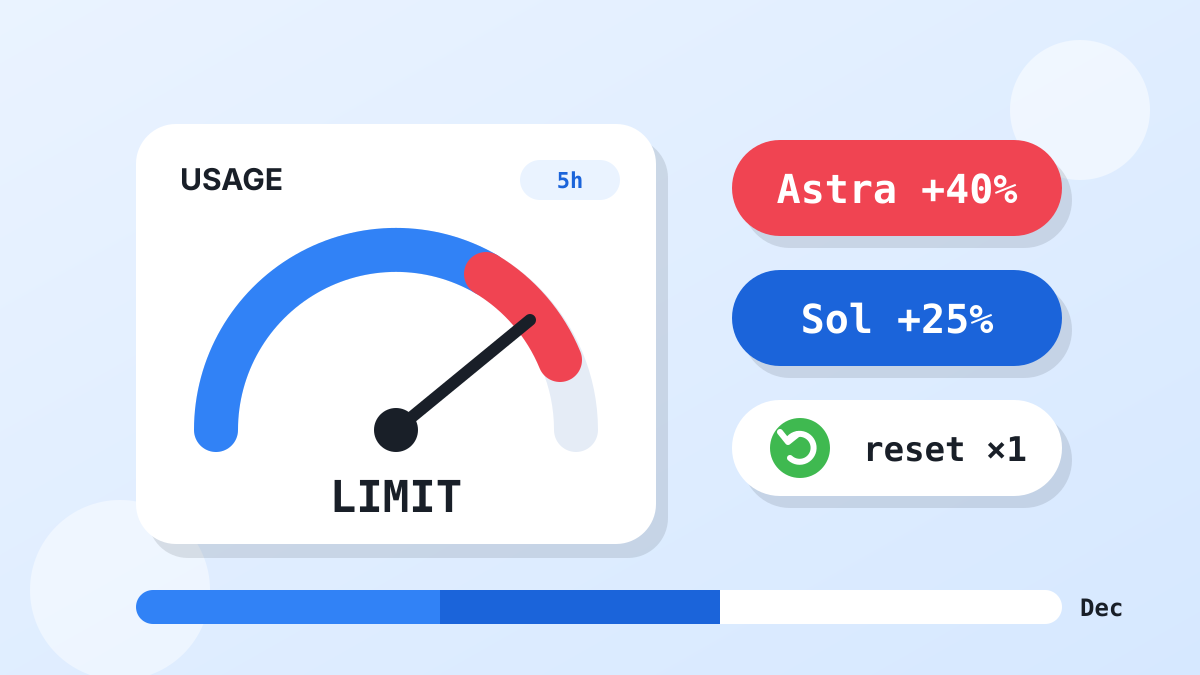 USAGE
5h
LIMIT
Astra +40%
Sol +25%
reset ×1
Dec